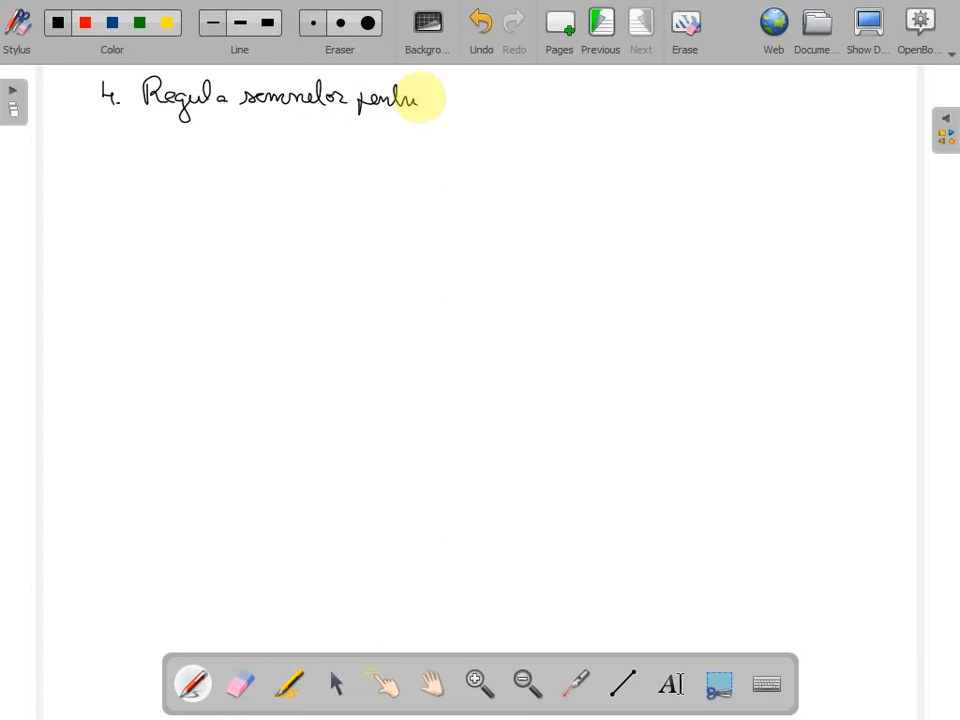 Stylus
Color
Line
Eraser
Backgro...
Undo
Redo
Pages
Previous
Next
Erase
Web
Docume...
Show D...
OpenBo...
4. Regula semnelor pentru
A